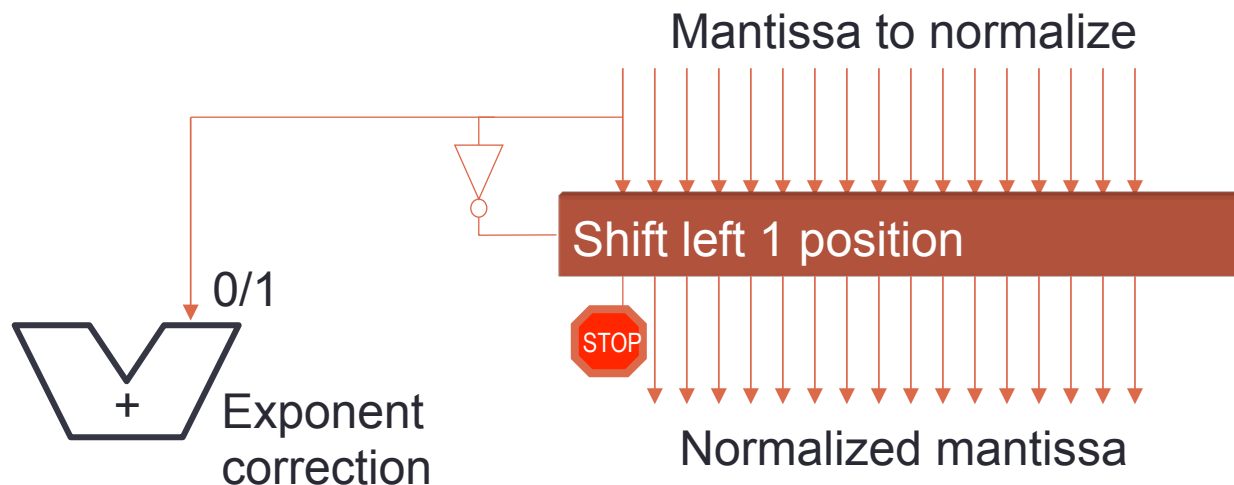 Mantissa to normalize
Shift left 1 position
0/1
STOP
+
Exponent
correction
Normalized mantissa